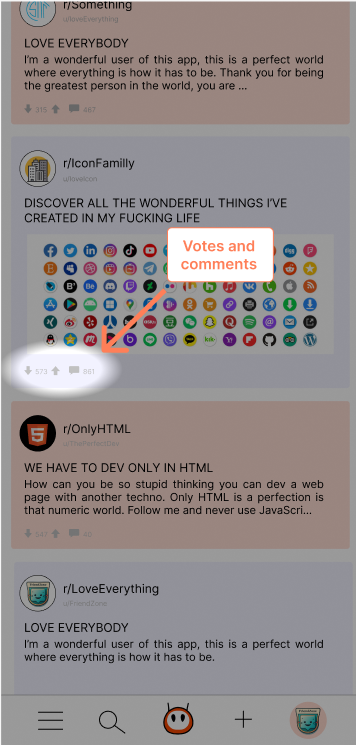 r/Something
u/loveEverything
LOVE EVERYBODY
I'm a wonderful user of this app, this is a perfect world
where everything is how it has to be. Thank you for being
the greatest person in the world, you are ...
315 467
r/IconFamilly
u/loveicon
DISCOVER ALL THE WONDERFUL THINGS I'VE
CREATED IN MY FUCKING LIFE
Votes and
comments
573 861
r/OnlyHTML
u/ThePerfectDev
WE HAVE TO DEV ONLY IN HTML
How can you be so stupid thinking you can dev a web
page with another techno. Only HTML is a perfection is
that numeric world. Follow me and never use JavaScri...
547 40
r/LoveEverything
u/FriendZone
LOVE EVERYBODY
I'm a wonderful user of this app, this is a perfect world
where everything is how it has to be.